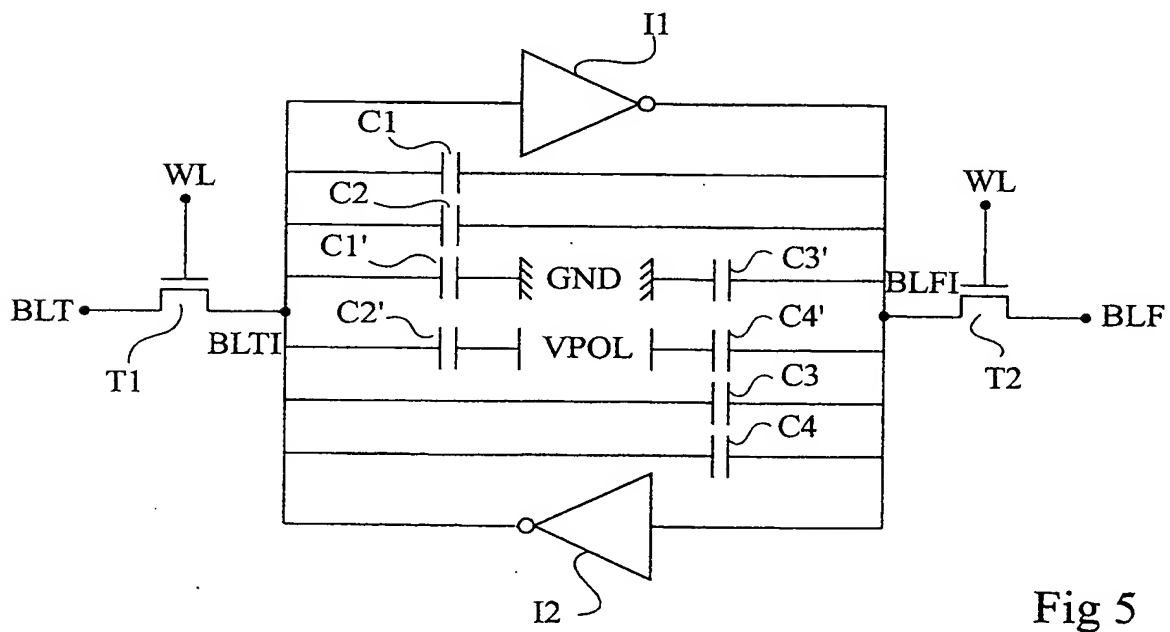 I1
C1
WL
C2
WL
C1'
GND
C3'
BLFI
BLT
BLF
C2'
VPOL
C4'
BLTI
T1
C3
T2
C4
I2
Fig 5